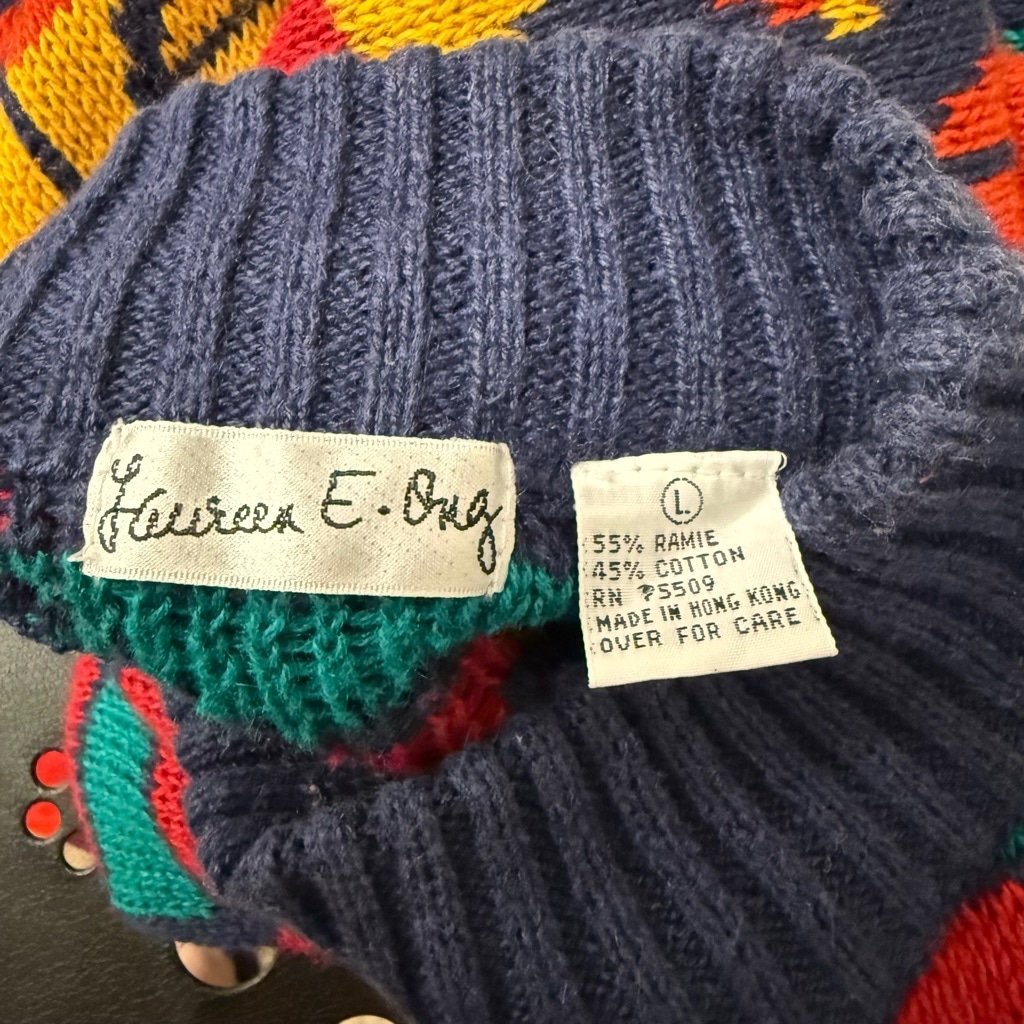 Laureen E. Ong
L
55% RAMIE
45% COTTON
RN 75509
MADE IN HONG KONG
OVER FOR CARE